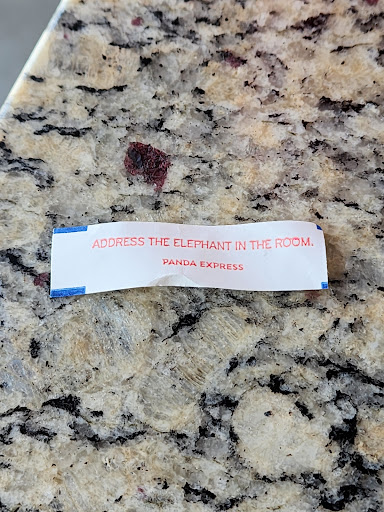 ADDRESS THE ELEPHANT IN THE ROOM.
PANDA EXPRESS